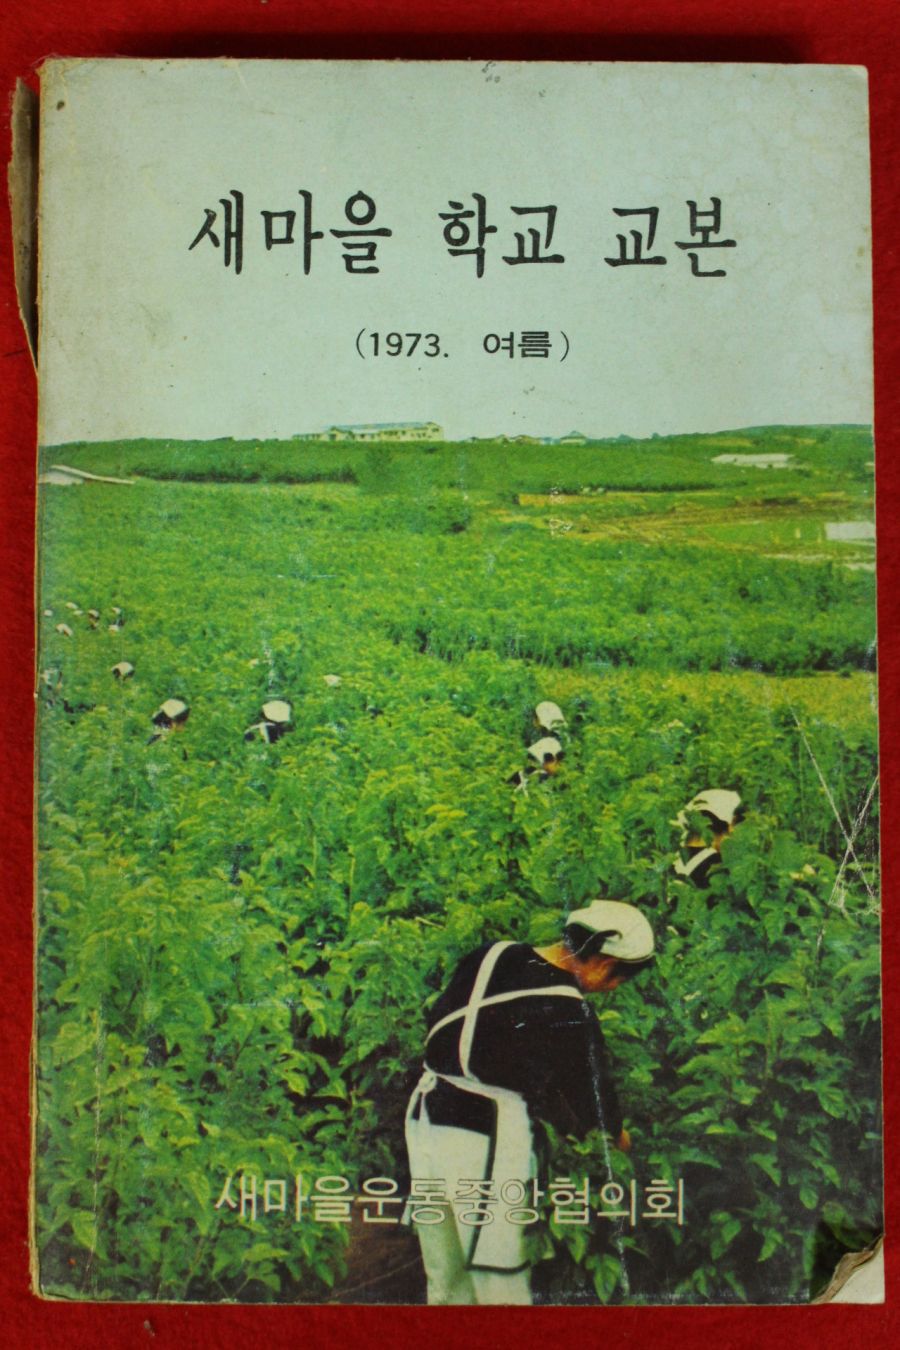 새마을 학교 교본
(1973. 여름)
새마을운동중앙협의회